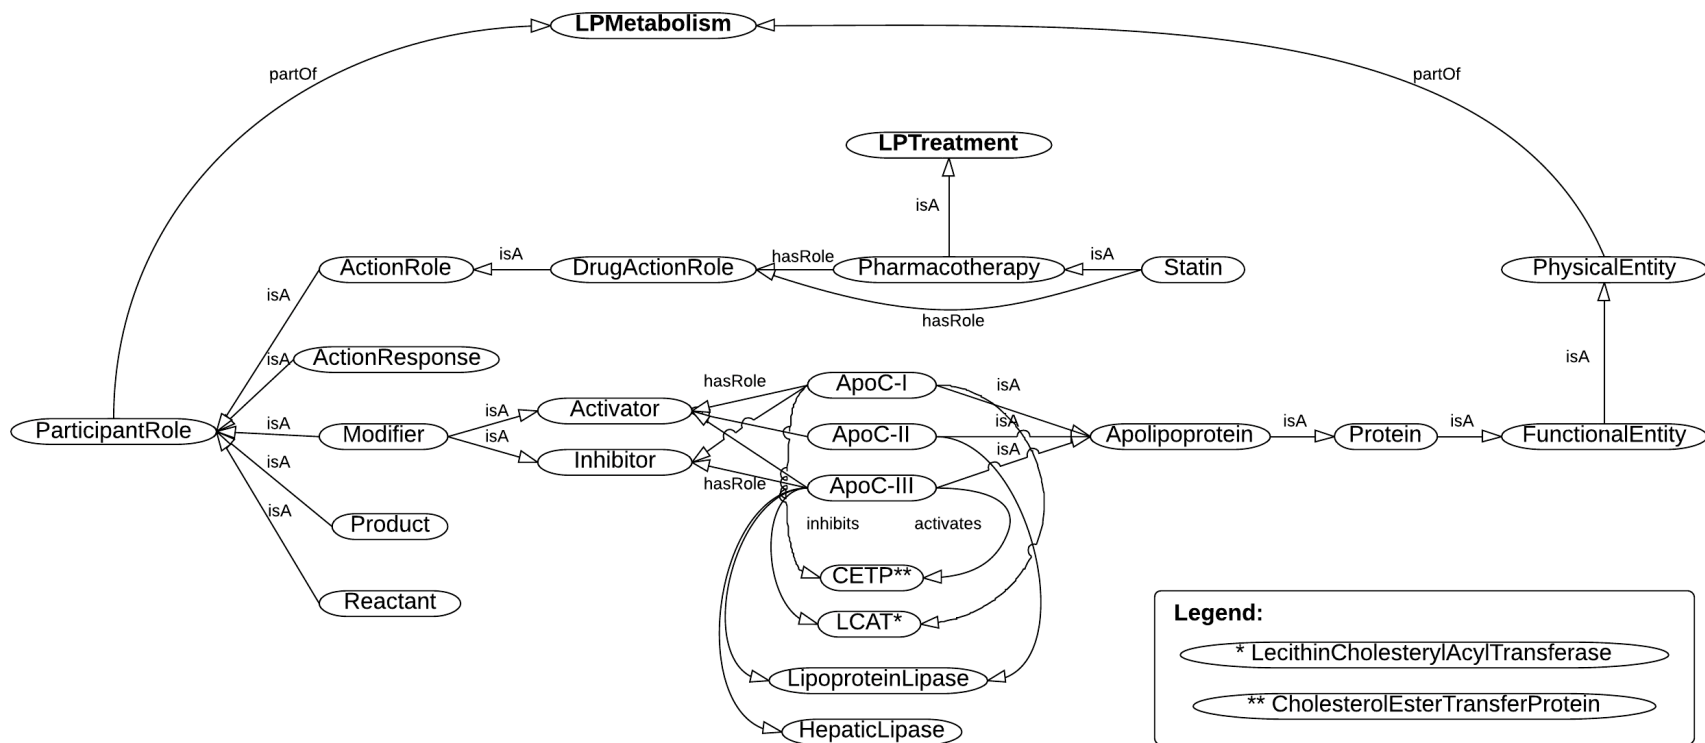 LPMetabolism
partOf
partOf
LPTreatment
isA
ActionRole
isA
DrugActionRole
hasRole
Pharmacotherapy
isA
Statin
PhysicalEntity
isA
hasRole
isA
ActionResponse
isA
hasRole
ApoC-I
isA
ParticipantRole
isA
Modifier
isA
isA
Activator
Inhibitor
ApoC-II
isA
Apolipoprotein
isA
Protein
isA
FunctionalEntity
isA
isA
hasRole
ApoC-III
isA
Product
inhibits
activates
CETP**
Reactant
LCAT*
LipoproteinLipase
HepaticLipase
Legend:
* LecithinCholesterylAcylTransferase
** CholesterolEsterTransferProtein